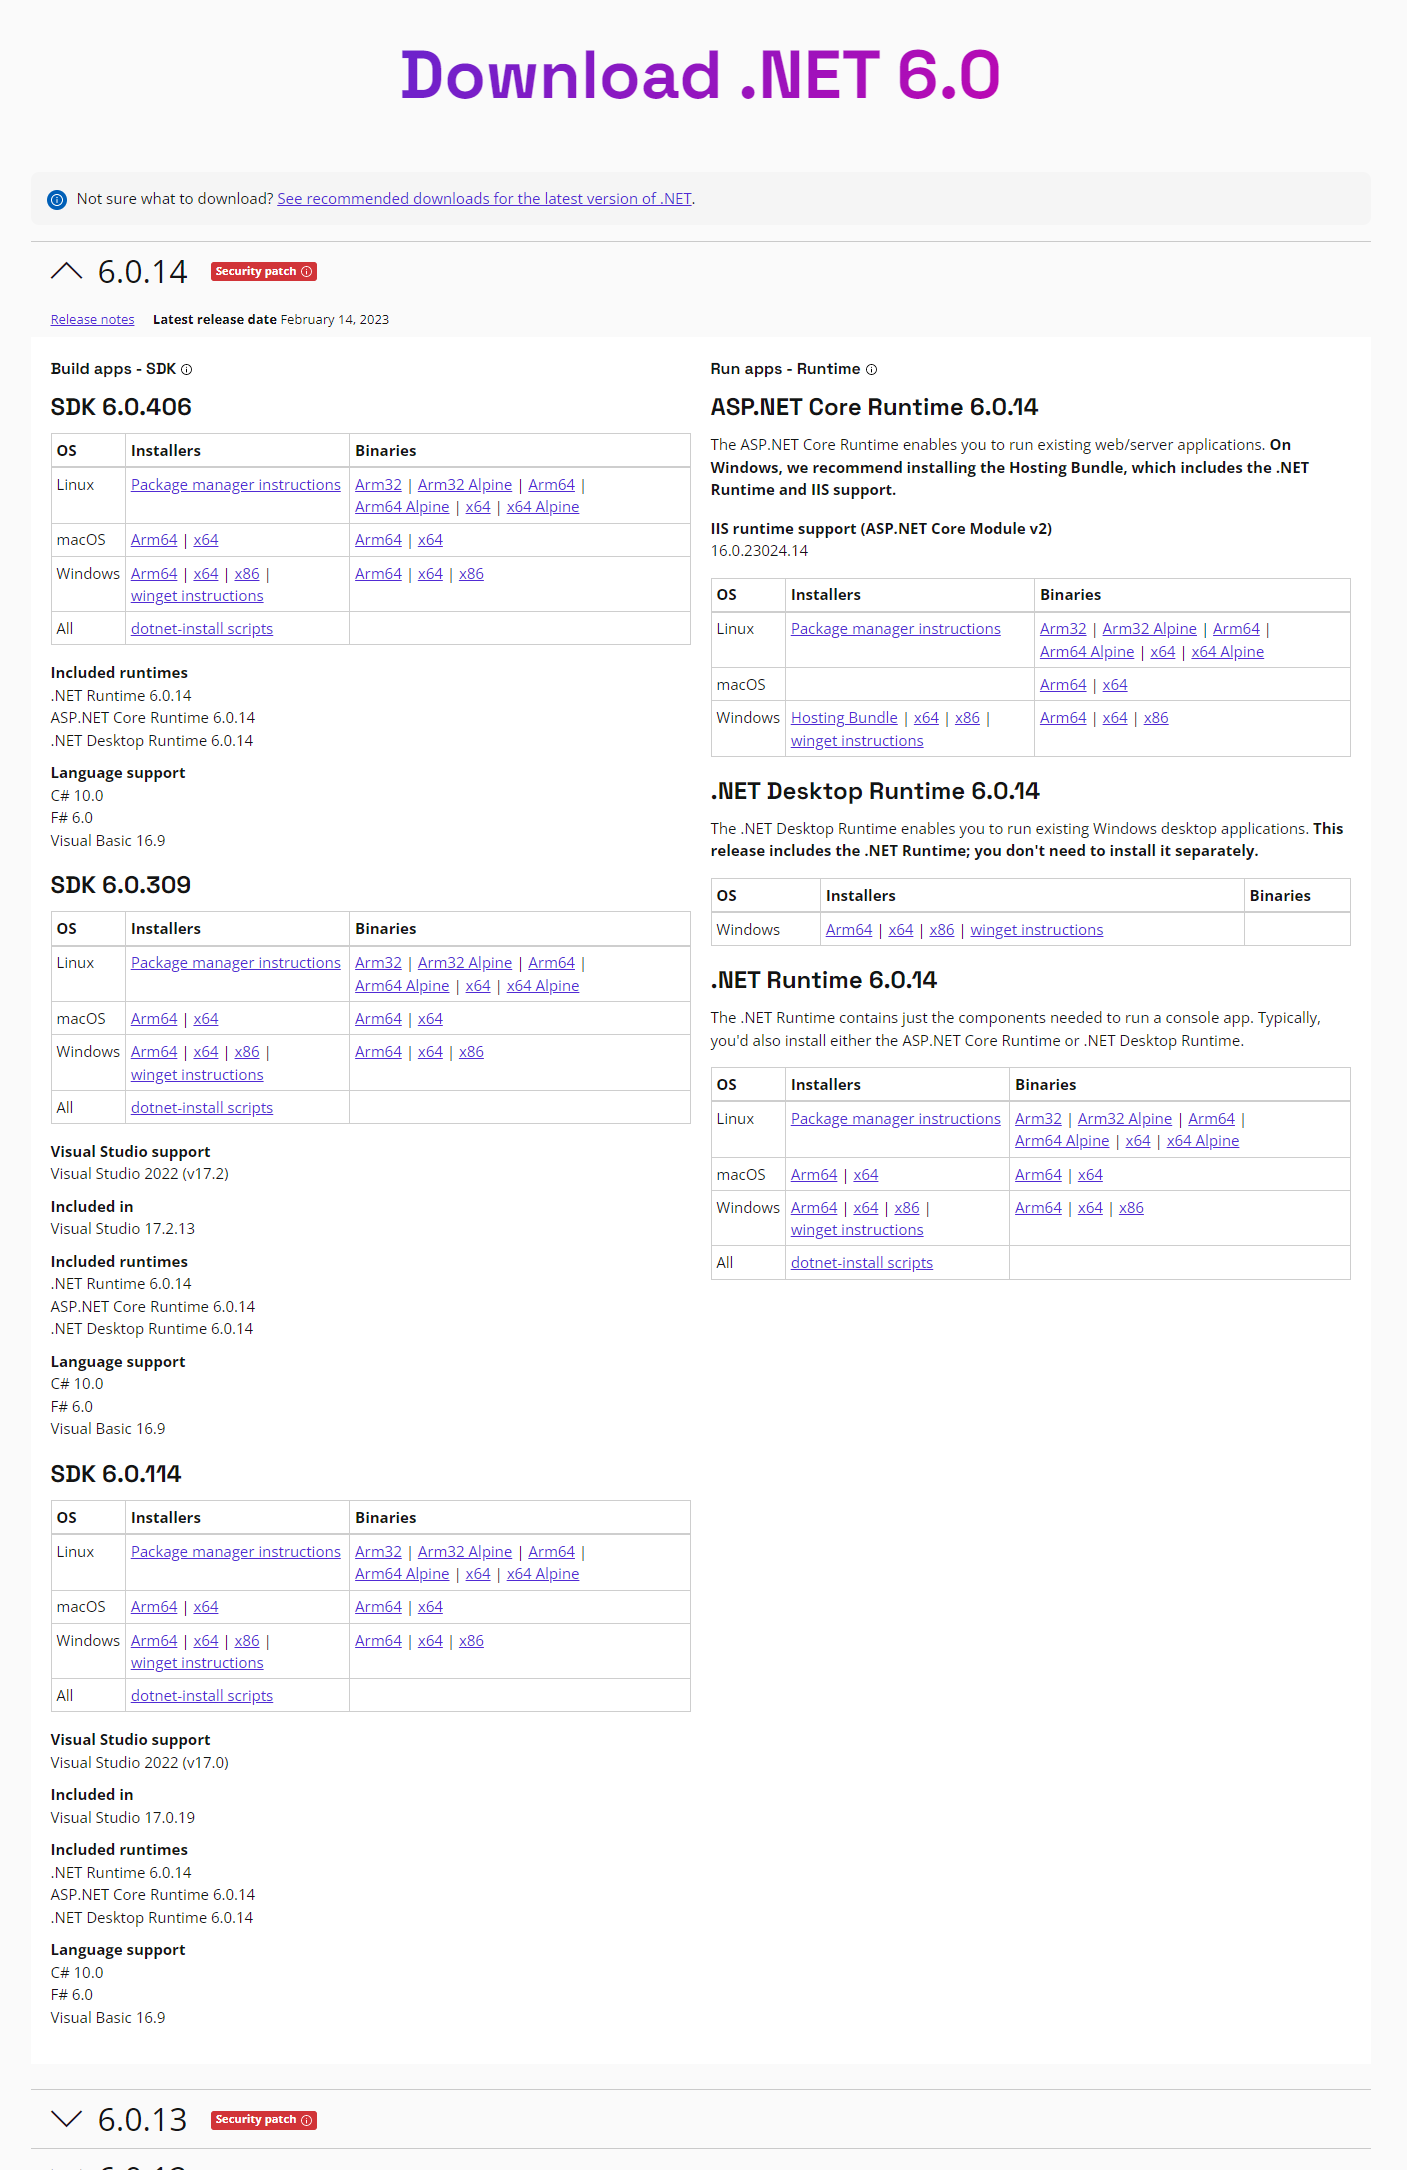 Download .NET 6.0
Not sure what to download? See recommended downloads for the latest version of .NET.
6.0.14 Security patch
Release notes Latest release date February 14, 2023
Build apps - SDK
SDK 6.0.406
OS Installers Binaries
Linux Package manager instructions Arm32 | Arm32 Alpine | Arm64 |
Arm64 Alpine | x64 | x64 Alpine
macOS Arm64 | x64 Arm64 | x64
Windows Arm64 | x64 | x86 | Arm64 | x64 | x86
winget instructions
All dotnet-install scripts
Included runtimes
.NET Runtime 6.0.14
ASP.NET Core Runtime 6.0.14
.NET Desktop Runtime 6.0.14
Language support
C# 10.0
F# 6.0
Visual Basic 16.9
SDK 6.0.309
OS Installers Binaries
Linux Package manager instructions Arm32 | Arm32 Alpine | Arm64 |
Arm64 Alpine | x64 | x64 Alpine
macOS Arm64 | x64 Arm64 | x64
Windows Arm64 | x64 | x86 | Arm64 | x64 | x86
winget instructions
All dotnet-install scripts
Visual Studio support
Visual Studio 2022 (v17.2)
Included in
Visual Studio 17.2.13
Included runtimes
.NET Runtime 6.0.14
ASP.NET Core Runtime 6.0.14
.NET Desktop Runtime 6.0.14
Language support
C# 10.0
F# 6.0
Visual Basic 16.9
SDK 6.0.114
OS Installers Binaries
Linux Package manager instructions Arm32 | Arm32 Alpine | Arm64 |
Arm64 Alpine | x64 | x64 Alpine
macOS Arm64 | x64 Arm64 | x64
Windows Arm64 | x64 | x86 | Arm64 | x64 | x86
winget instructions
All dotnet-install scripts
Visual Studio support
Visual Studio 2022 (v17.0)
Included in
Visual Studio 17.0.19
Included runtimes
.NET Runtime 6.0.14
ASP.NET Core Runtime 6.0.14
.NET Desktop Runtime 6.0.14
Language support
C# 10.0
F# 6.0
Visual Basic 16.9
Run apps - Runtime
ASP.NET Core Runtime 6.0.14
The ASP.NET Core Runtime enables you to run existing web/server applications. On
Windows, we recommend installing the Hosting Bundle, which includes the .NET
Runtime and IIS support.
IIS runtime support (ASP.NET Core Module v2)
16.0.23024.14
OS Installers Binaries
Linux Package manager instructions Arm32 | Arm32 Alpine | Arm64 |
Arm64 Alpine | x64 | x64 Alpine
macOS Arm64 | x64
Windows Hosting Bundle | x64 | x86 | Arm64 | x64 | x86
winget instructions
.NET Desktop Runtime 6.0.14
The .NET Desktop Runtime enables you to run existing Windows desktop applications. This
release includes the .NET Runtime; you don't need to install it separately.
OS Installers Binaries
Windows Arm64 | x64 | x86 | winget instructions
.NET Runtime 6.0.14
The .NET Runtime contains just the components needed to run a console app. Typically,
you'd also install either the ASP.NET Core Runtime or .NET Desktop Runtime.
OS Installers Binaries
Linux Package manager instructions Arm32 | Arm32 Alpine | Arm64 |
Arm64 Alpine | x64 | x64 Alpine
macOS Arm64 | x64 Arm64 | x64
Windows Arm64 | x64 | x86 | Arm64 | x64 | x86
winget instructions
All dotnet-install scripts
6.0.13 Security patch